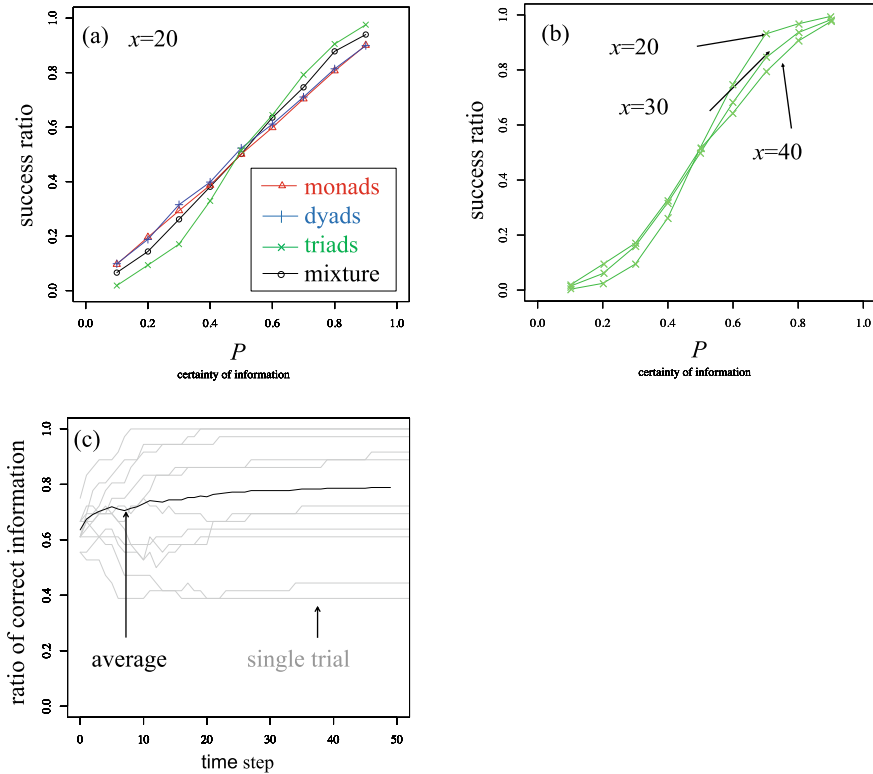 (a) x=20
success ratio
0.0 0.2 0.4 0.6 0.8 1.0
monads
dyads
triads
mixture
0.0 0.2 0.4 0.6 0.8 1.0
P
certainty of information
(b)
x=20
x=30
x=40
success ratio
0.0 0.2 0.4 0.6 0.8 1.0
0.0 0.2 0.4 0.6 0.8 1.0
P
certainty of information
(c)
ratio of correct information
0.0 0.2 0.4 0.6 0.8 1.0
average single trial
0 10 20 30 40 50
time step